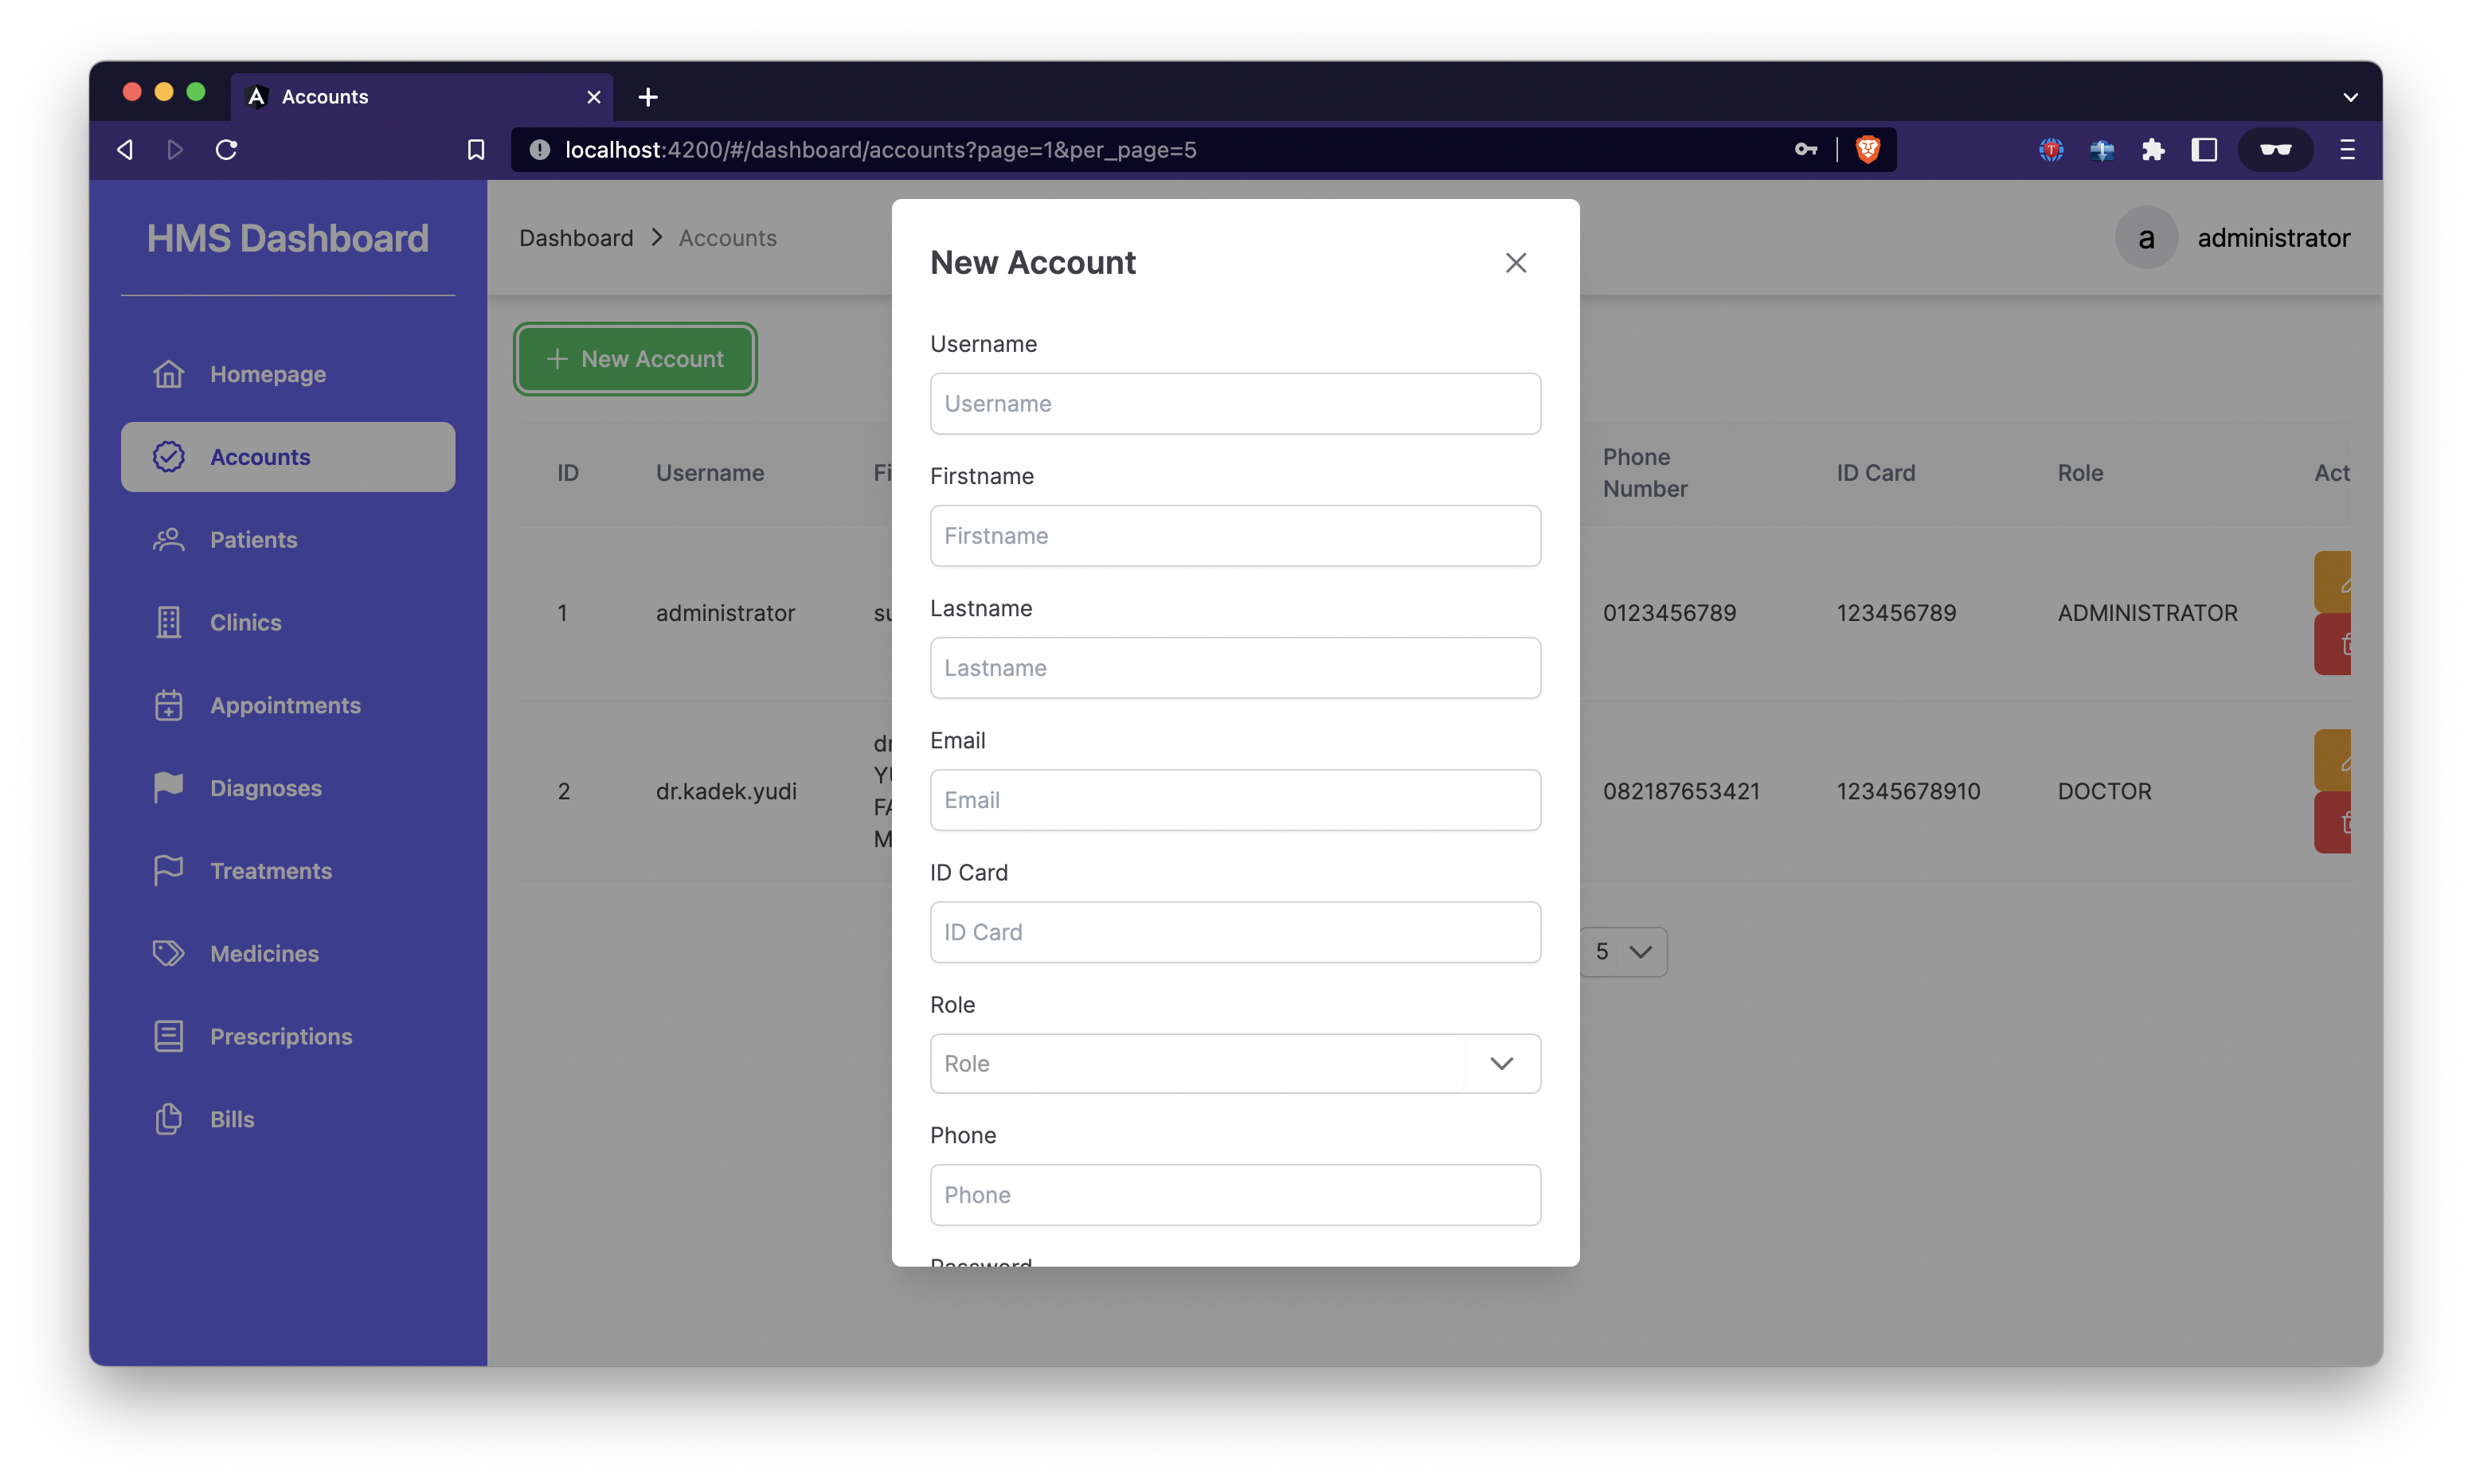 Accounts
localhost:4200/#/dashboard/accounts?page=1&per_page=5
HMS Dashboard
Homepage
Accounts
Patients
Clinics
Appointments
Diagnoses
Treatments
Medicines
Prescriptions
Bills
Dashboard > Accounts
a administrator
+ New Account
ID Username Fi Phone Number ID Card Role Act
1 administrator su 0123456789 123456789 ADMINISTRATOR
2 dr.kadek.yudi dr YU FA M 082187653421 12345678910 DOCTOR
5
New Account
Username
Username
Firstname
Firstname
Lastname
Lastname
Email
Email
ID Card
ID Card
Role
Role
Phone
Phone
Password